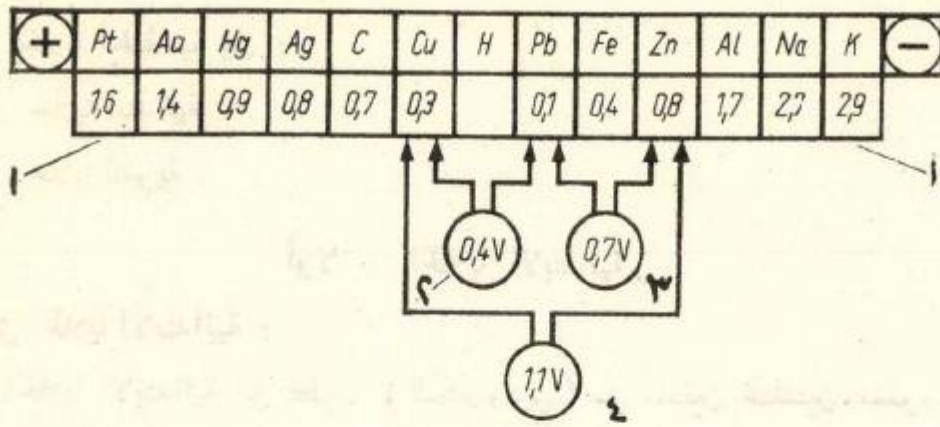 + Pt Au Hg Ag C Cu H Pb Fe Zn Al Na K −
1,6 1,4 0,9 0,8 0,7 0,3 0,1 0,4 0,8 1,7 2,7 2,9
١ ١
٢ 0,4V 0,7V ٣
1,1V ٤